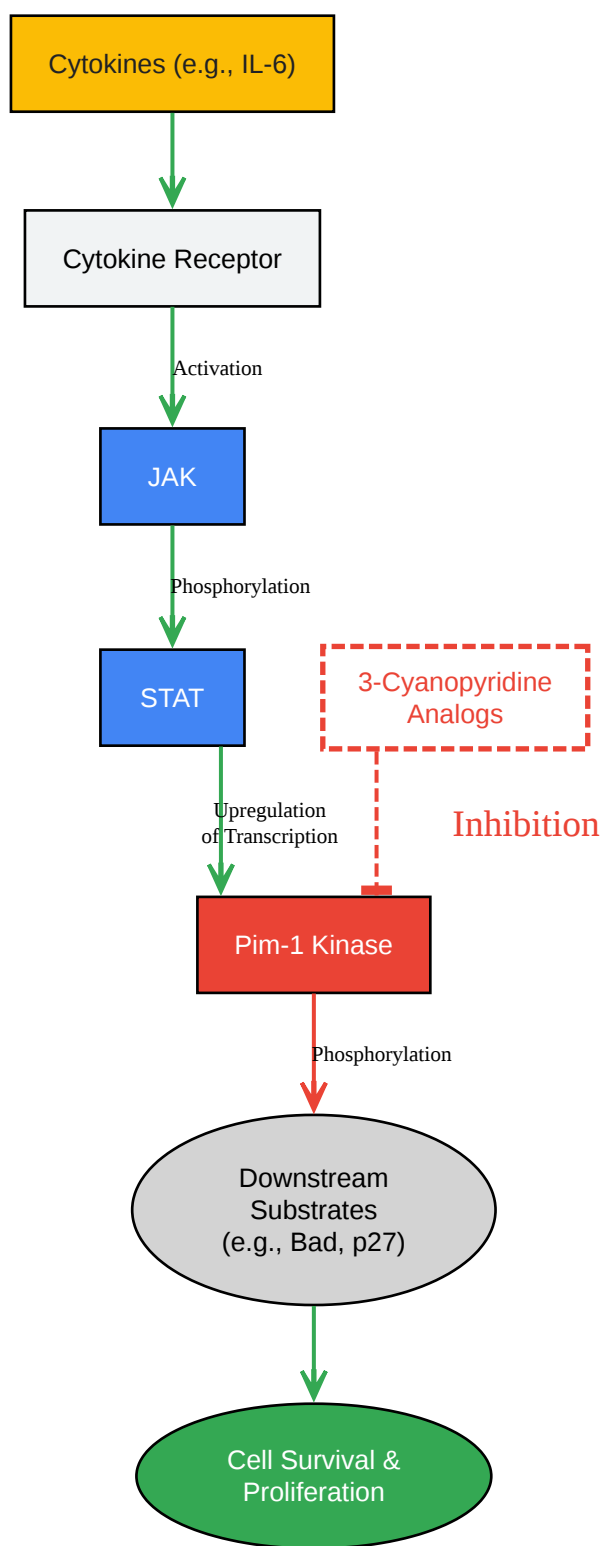 Cytokines (e.g., IL-6)
Cytokine Receptor
Activation
JAK
Phosphorylation
STAT
3-Cyanopyridine
Analogs
Upregulation
of Transcription
Inhibition
Pim-1 Kinase
Phosphorylation
Downstream
Substrates
(e.g., Bad, p27)
Cell Survival &
Proliferation